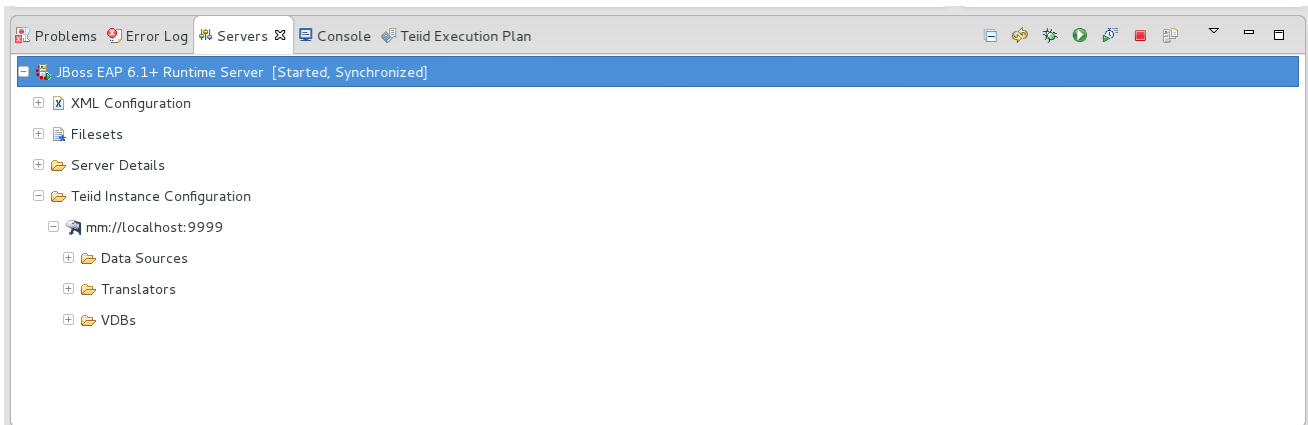 Problems Error Log Servers Console Teiid Execution Plan
JBoss EAP 6.1+ Runtime Server [Started, Synchronized]
XML Configuration
Filesets
Server Details
Teiid Instance Configuration
mm://localhost:9999
Data Sources
Translators
VDBs